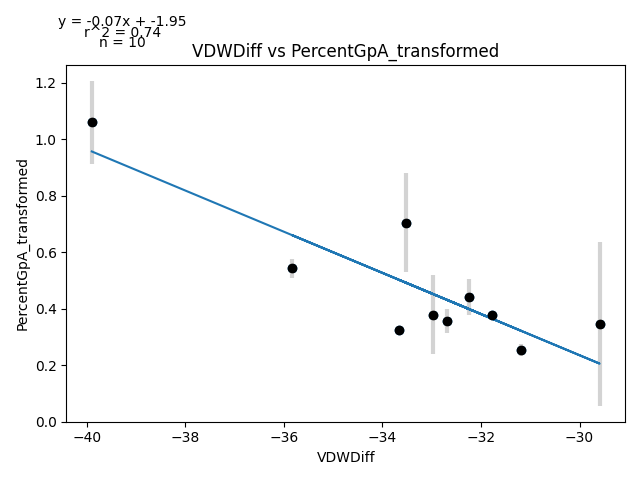 y = -0.07x + -1.95
r^2 = 0.74
n = 10
VDWDiff vs PercentGpA_transformed
PercentGpA_transformed
1.2
1.0
0.8
0.6
0.4
0.2
0.0
−40
−38
−36
−34
−32
−30
VDWDiff